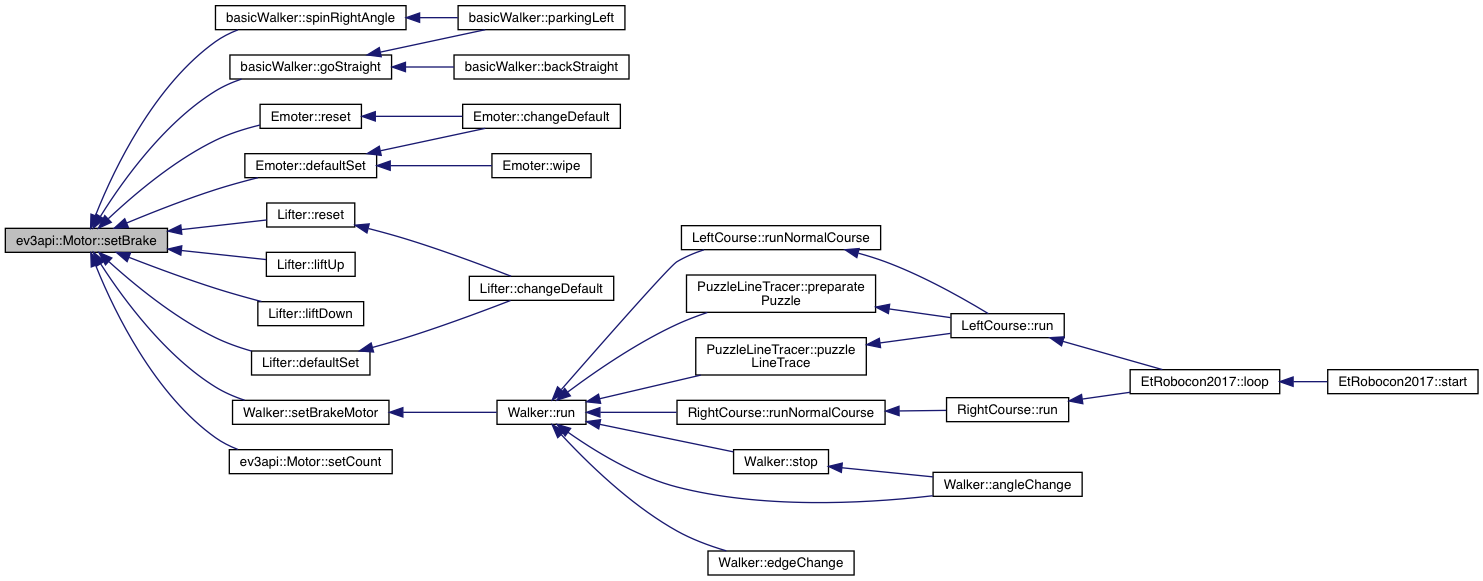 basicWalker::spinRightAngle
basicWalker::parkingLeft
basicWalker::goStraight
basicWalker::backStraight
Emoter::reset
Emoter::changeDefault
Emoter::defaultSet
Emoter::wipe
Lifter::reset
ev3api::Motor::setBrake
Lifter::liftUp
Lifter::changeDefault
Lifter::liftDown
Lifter::defaultSet
Walker::setBrakeMotor
ev3api::Motor::setCount
Walker::run
LeftCourse::runNormalCourse
PuzzleLineTracer::preparate
Puzzle
PuzzleLineTracer::puzzle
LineTrace
RightCourse::runNormalCourse
Walker::stop
Walker::edgeChange
LeftCourse::run
RightCourse::run
Walker::angleChange
EtRobocon2017::loop
EtRobocon2017::start